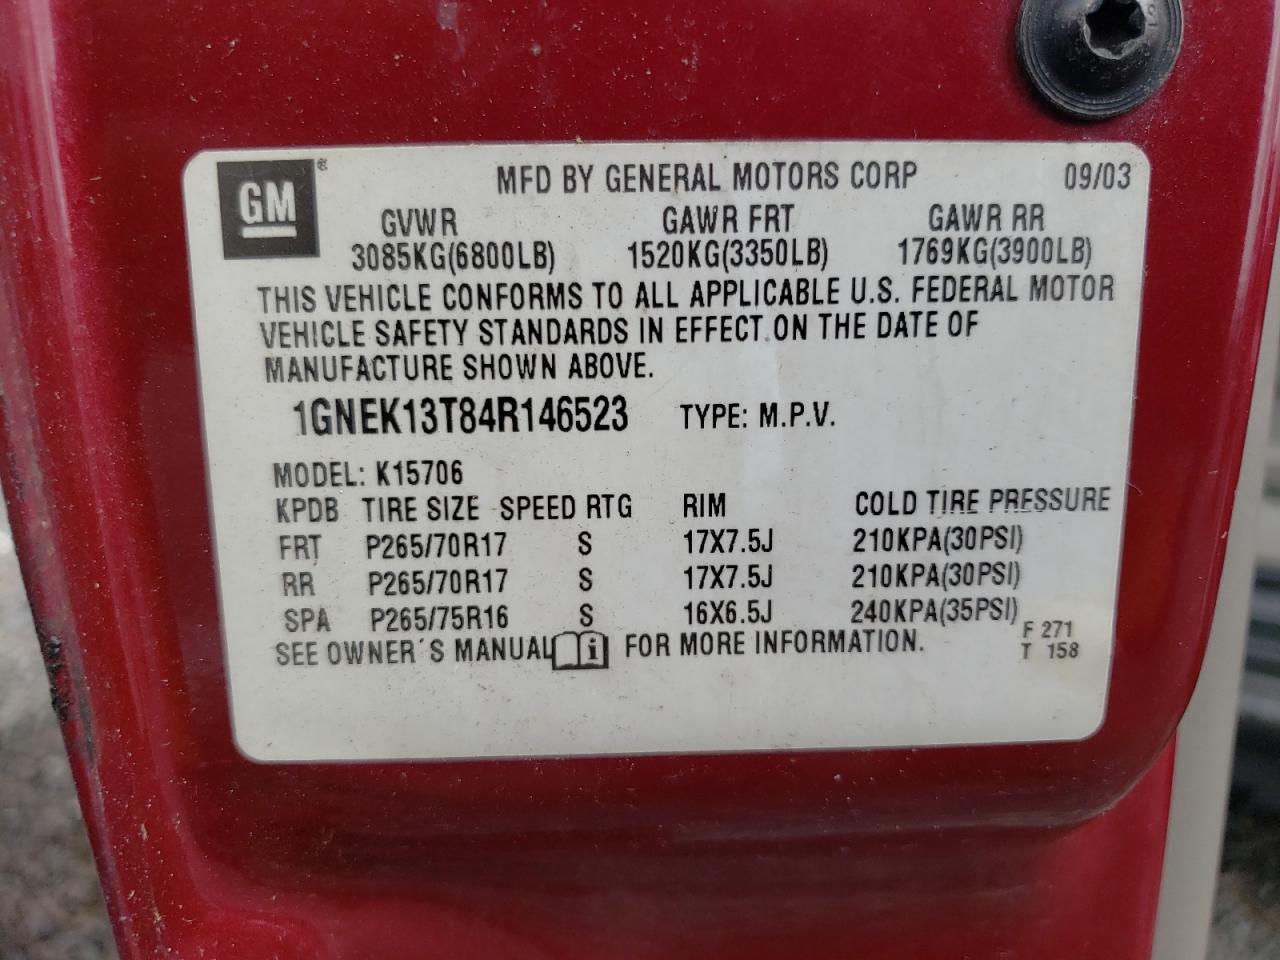 GM ® MFD BY GENERAL MOTORS CORP 09/03
GVWR GAWR FRT GAWR RR
3085KG(6800LB) 1520KG(3350LB) 1769KG(3900LB)
THIS VEHICLE CONFORMS TO ALL APPLICABLE U.S. FEDERAL MOTOR
VEHICLE SAFETY STANDARDS IN EFFECT ON THE DATE OF
MANUFACTURE SHOWN ABOVE.
1GNEK13T84R146523 TYPE: M.P.V.
MODEL: K15706
KPDB TIRE SIZE SPEED RTG RIM COLD TIRE PRESSURE
FRT P265/70R17 S 17X7.5J 210KPA(30PSI)
RR P265/70R17 S 17X7.5J 210KPA(30PSI)
SPA P265/75R16 S 16X6.5J 240KPA(35PSI)
SEE OWNER´S MANUAL i FOR MORE INFORMATION.
F 271
T 158